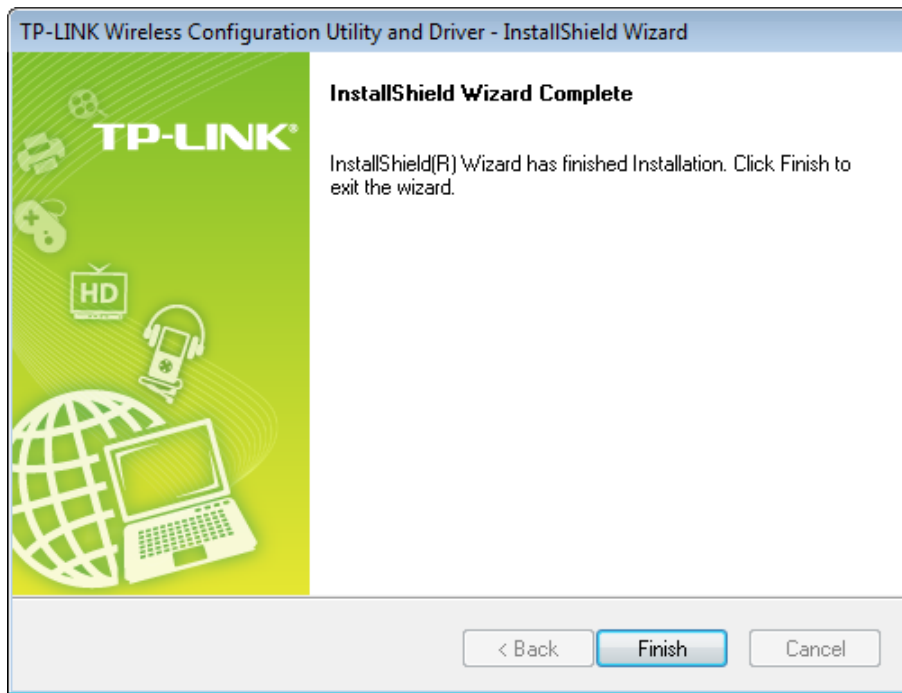 TP-LINK Wireless Configuration Utility and Driver - InstallShield Wizard
TP-LINK®
HD
InstallShield Wizard Complete
InstallShield(R) Wizard has finished Installation. Click Finish to
exit the wizard.
< Back
Finish
Cancel